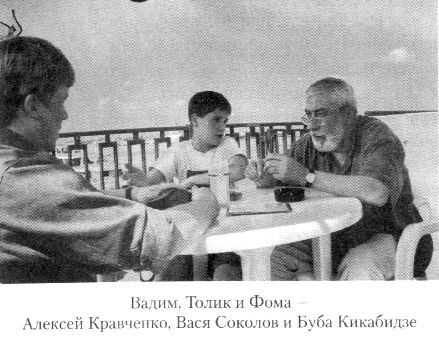 Вадим, Толик и Фома –
Алексей Кравченко, Вася Соколов и Буба Кикабидзе